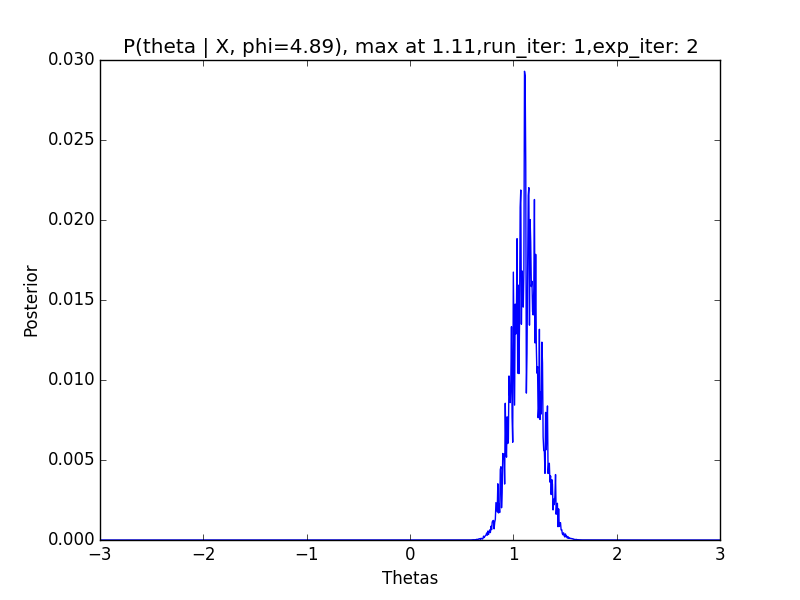 P(theta | X, phi=4.89), max at 1.11,run_iter: 1,exp_iter: 2
0.030
0.025
0.020
0.015
0.010
0.005
0.000
Posterior
−3 −2 −1 0 1 2 3
Thetas